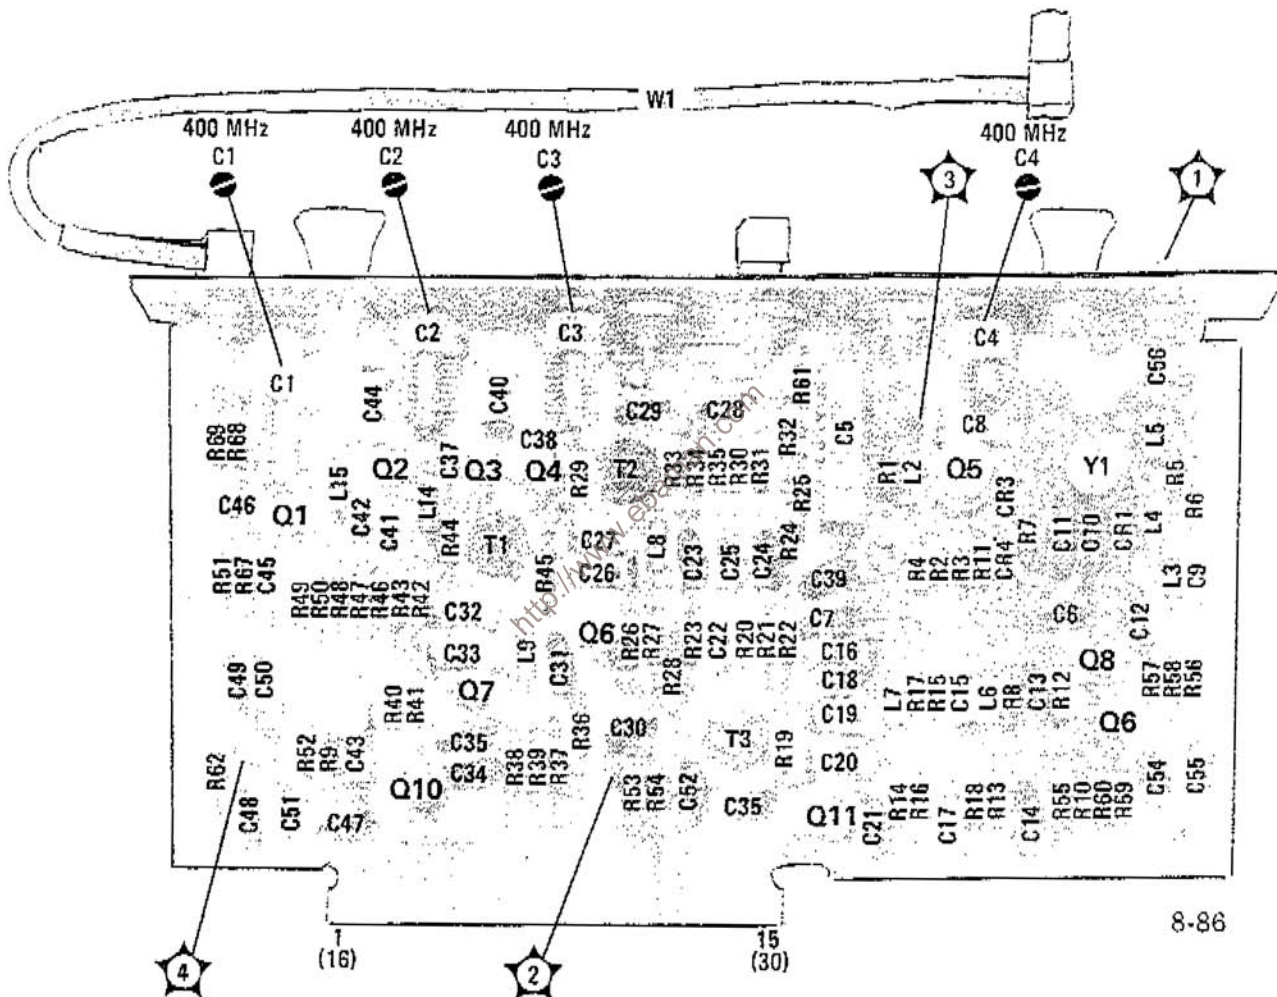 W1
400 MHz 400 MHz 400 MHz 400 MHz
C1 C2 C3 C4
3 1
C2 C3 C4
C1
C44 C40 C29 C28 R61 C5 C8 C56
R69 R68 C38 R32 L5
L15 Q2 C37 Q3 Q4 R29 T2 R33 R34 R35 R30 R31 R25 R1 L2 Q5 CR3 Y1 R5 R6
C46 Q1 C42 C41 L14 R44 T1 C27 L8 C23 C25 C24 R24 R7 C11 C10 CR1 L4
R51 R67 C45 R45 C26 C39 R4 R2 R3 R11 CR4 L3 C9
R49 R50 R48 R47 R46 R43 R42 C32 C7 C6 C12
Q6 R26 R27 R23 C22 R20 R21 R22
C33 L9 C31 R28 C16 Q8
C49 C50 Q7 C18 R57 R58 R56
R40 R41 L7 R17 R15 C15 L6 R8 C13 R12
C19 Q6
R36 C30 T3 R19
C35
R62 R52 R9 C43 C34 R38 R39 R37 C20 C54 C55
Q10 R53 R54 C52 C35 Q11 R14 R16 R18 R13 R55 R10 R60 R59
C48 C51 C47 C21 C17 C14
8-86
1 15
(16) (30)
4 2
http://www.ebaman.com